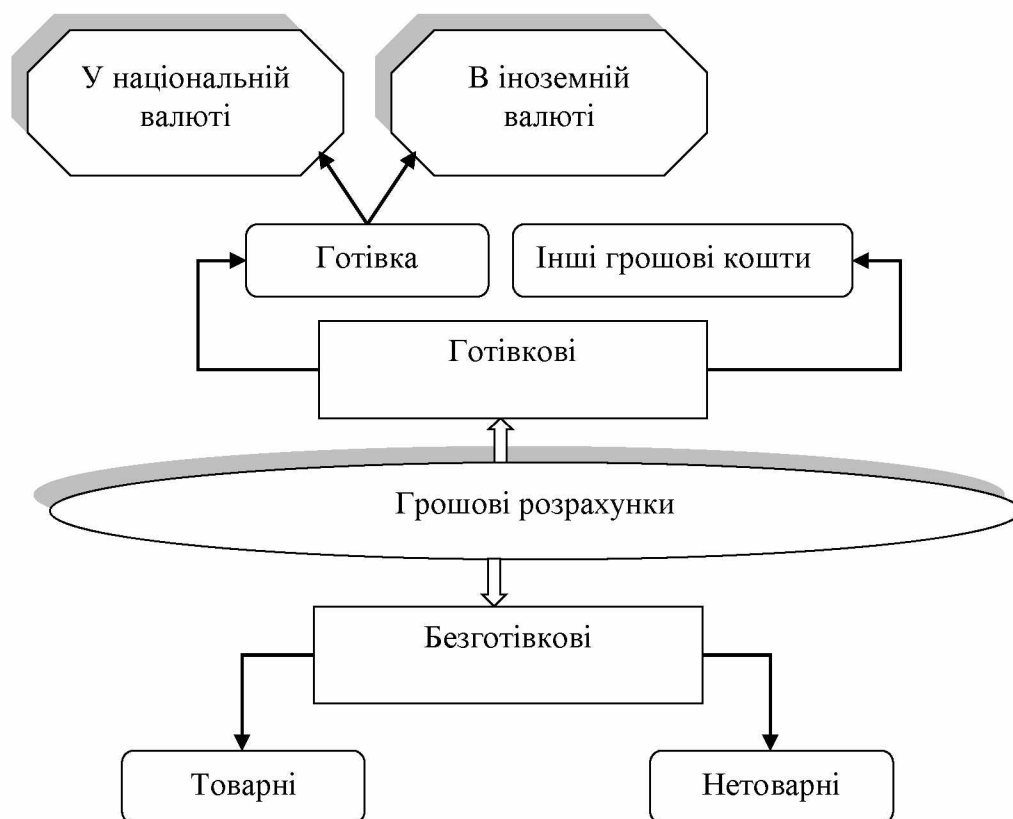 У національній
валюті
В іноземній
валюті
Готівка
Інші грошові кошти
Готівкові
Грошові розрахунки
Безготівкові
Товарні
Нетоварні